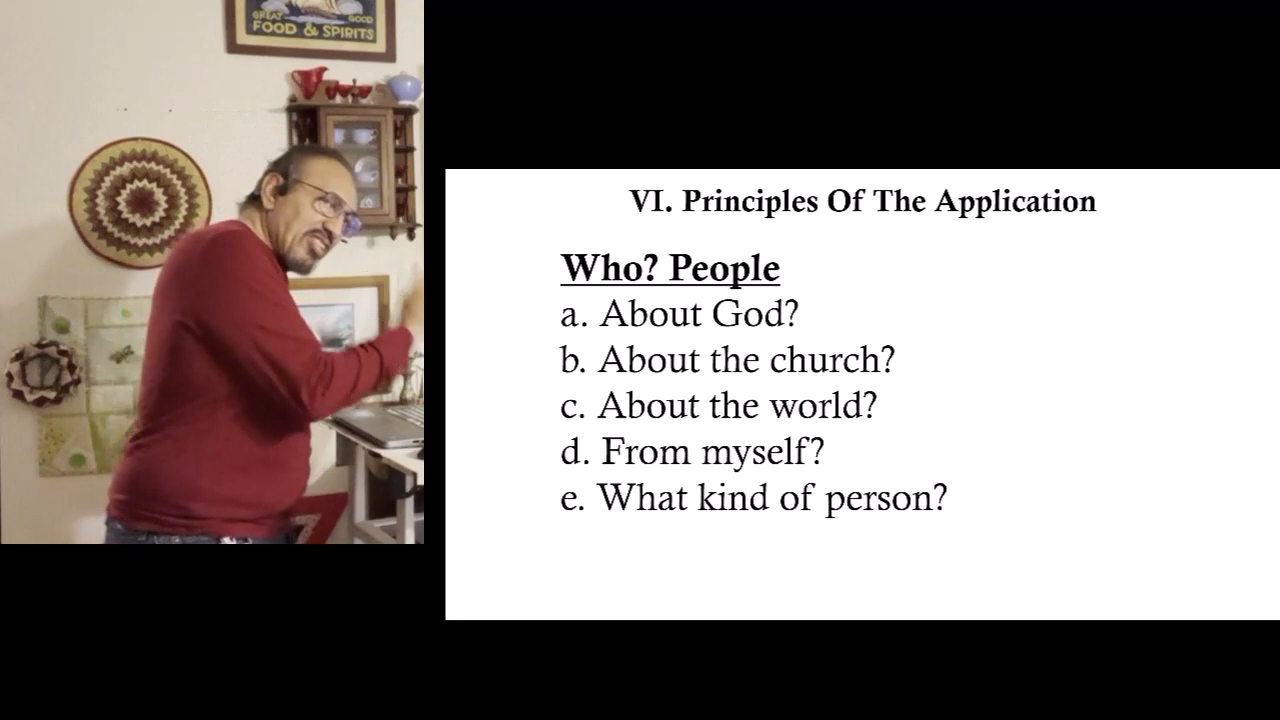 GREAT GOOD
FOOD & SPIRITS
VI. Principles Of The Application
Who? People
a. About God?
b. About the church?
c. About the world?
d. From myself?
e. What kind of person?